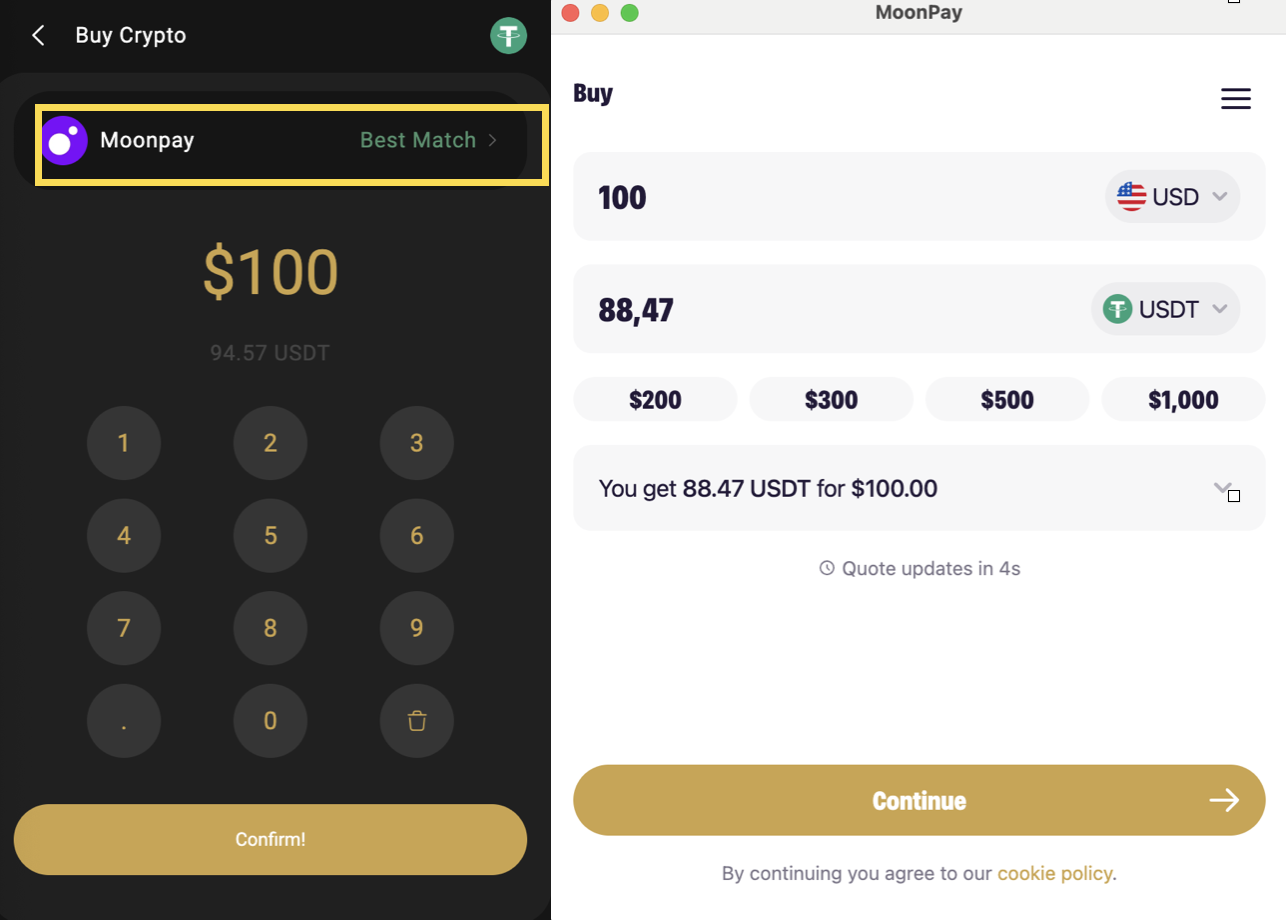 Buy Crypto
Moonpay Best Match
$100
94.57 USDT
1 2 3
4 5 6
7 8 9
. 0
Confirm!
MoonPay
Buy
100 USD
88,47 USDT
$200 $300 $500 $1,000
You get 88.47 USDT for $100.00
Quote updates in 4s
Continue
By continuing you agree to our cookie policy.